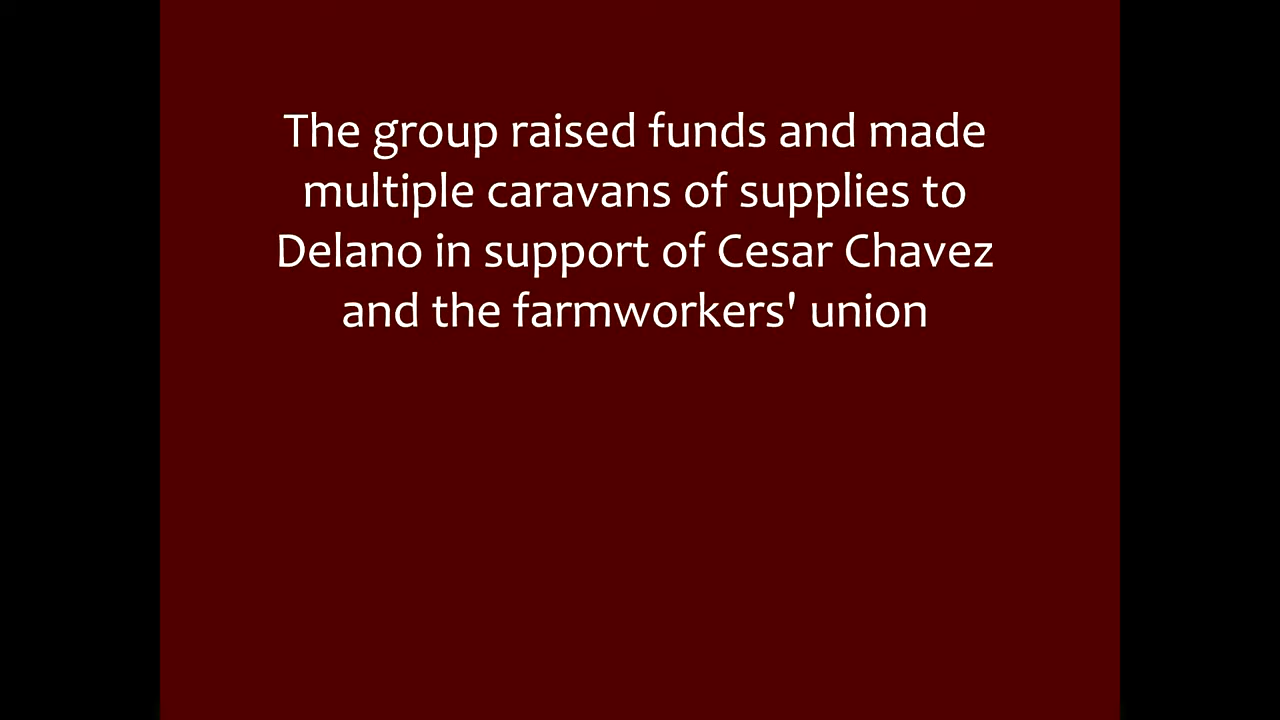 The group raised funds and made
multiple caravans of supplies to
Delano in support of Cesar Chavez
and the farmworkers' union